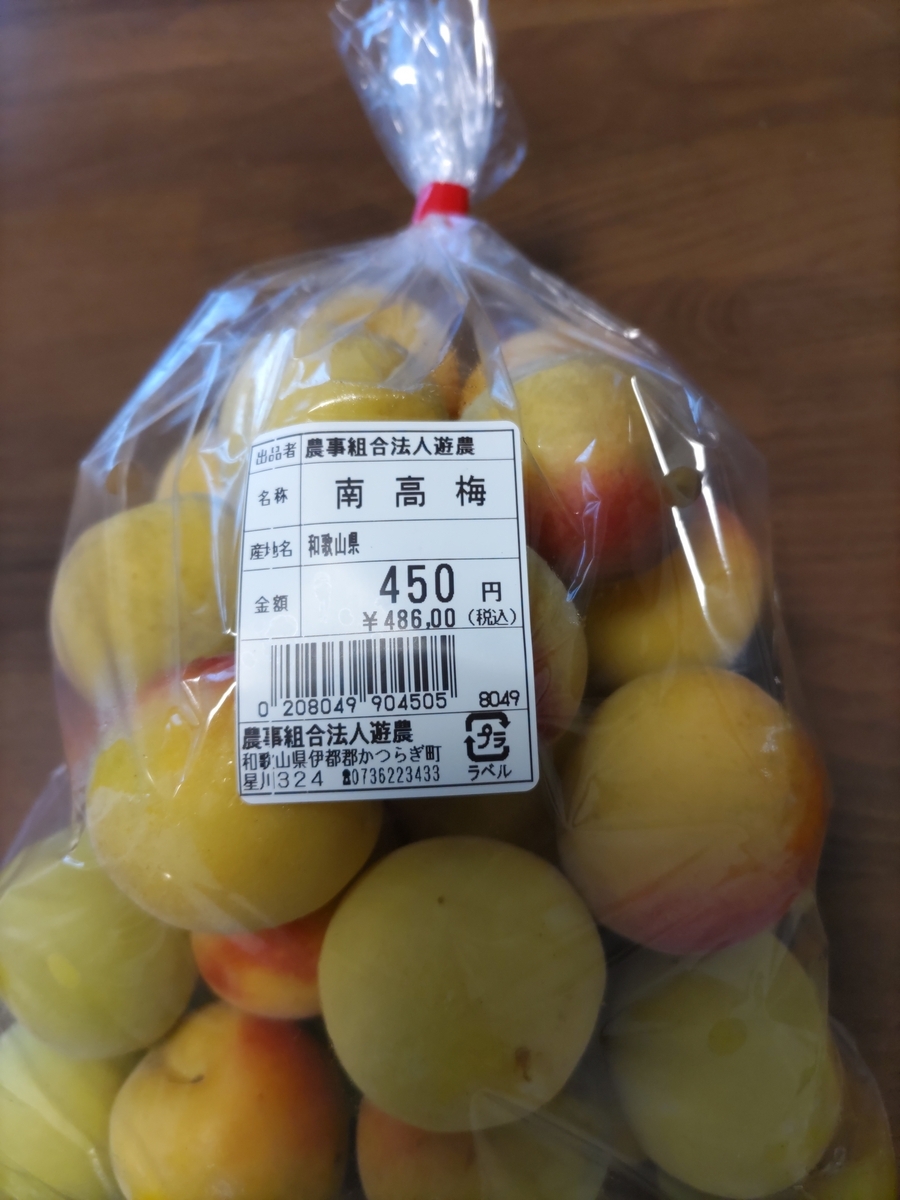 出品者 農事組合法人遊農
名称 南高梅
産地名 和歌山県
金額 450 円
¥486.00 (税込)
0 208049 904505 8049
農事組合法人遊農
和歌山県伊都郡かつらぎ町
星川324 ☎0736223433
プラ
ラベル